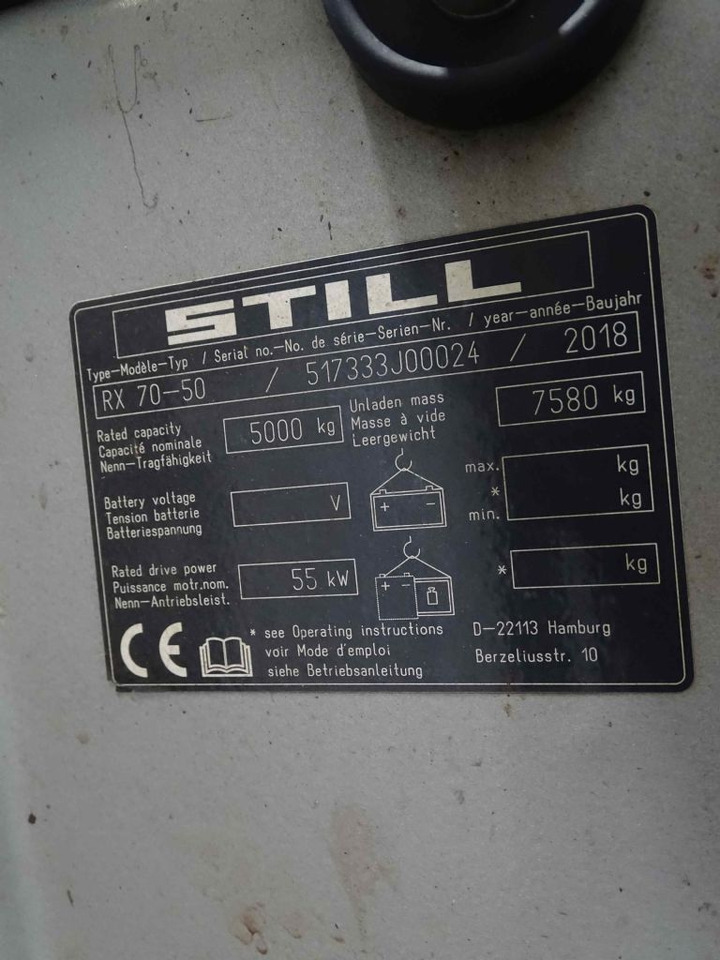 STILL
Type-Modèle-Typ / Serial no.-No. de série-Serien-Nr. / year-année-Baujahr
RX 70-50 / 517333J00024 / 2018
Rated capacity
Capacité nominale
Nenn-Tragfähigkeit
5000 kg
Unladen mass
Masse à vide
Leergewicht
7580 kg
Battery voltage
Tension batterie
Batteriespannung
V
+ -
max. kg
*
min. kg
Rated drive power
Puissance motr.nom.
Nenn-Antriebsleist.
55 kW
+ -
* kg
CE
* see Operating instructions
voir Mode d'emploi
siehe Betriebsanleitung
D-22113 Hamburg
Berzeliusstr. 10